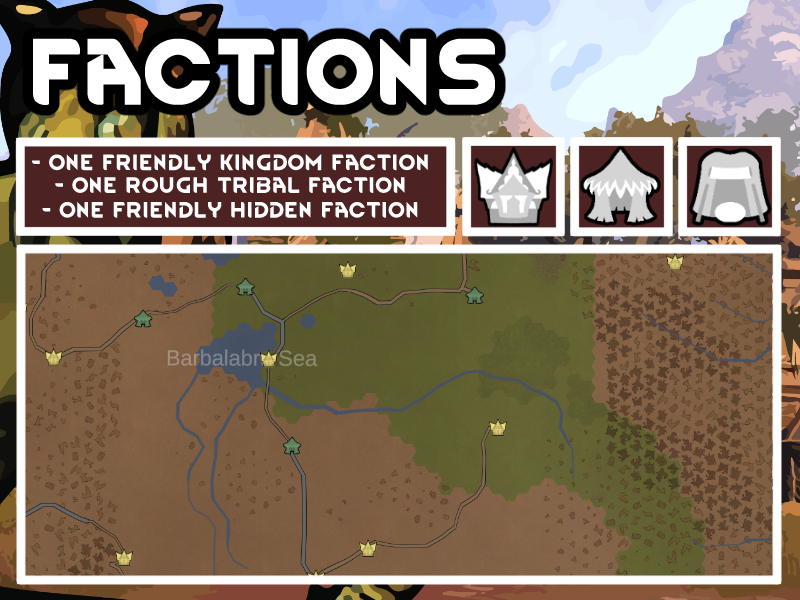 FACTIONS
- ONE FRIENDLY KINGDOM FACTION
- ONE ROUGH TRIBAL FACTION
- ONE FRIENDLY HIDDEN FACTION
Sea